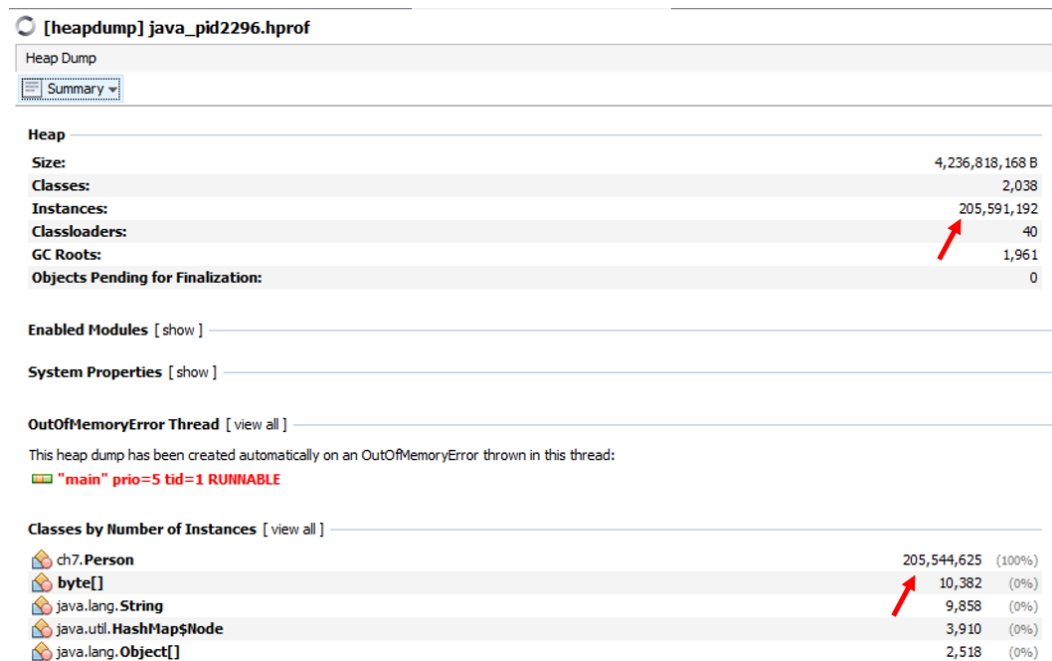 [heapdump] java_pid2296.hprof
Heap Dump
Summary
Heap
Size: 4,236,818,168 B
Classes: 2,038
Instances: 205,591,192
Classloaders: 40
GC Roots: 1,961
Objects Pending for Finalization: 0
Enabled Modules [ show ]
System Properties [ show ]
OutOfMemoryError Thread [ view all ]
This heap dump has been created automatically on an OutOfMemoryError thrown in this thread:
"main" prio=5 tid=1 RUNNABLE
Classes by Number of Instances [ view all ]
ch7.Person 205,544,625 (100%)
byte[] 10,382 (0%)
java.lang.String 9,858 (0%)
java.util.HashMap$Node 3,910 (0%)
java.lang.Object[] 2,518 (0%)